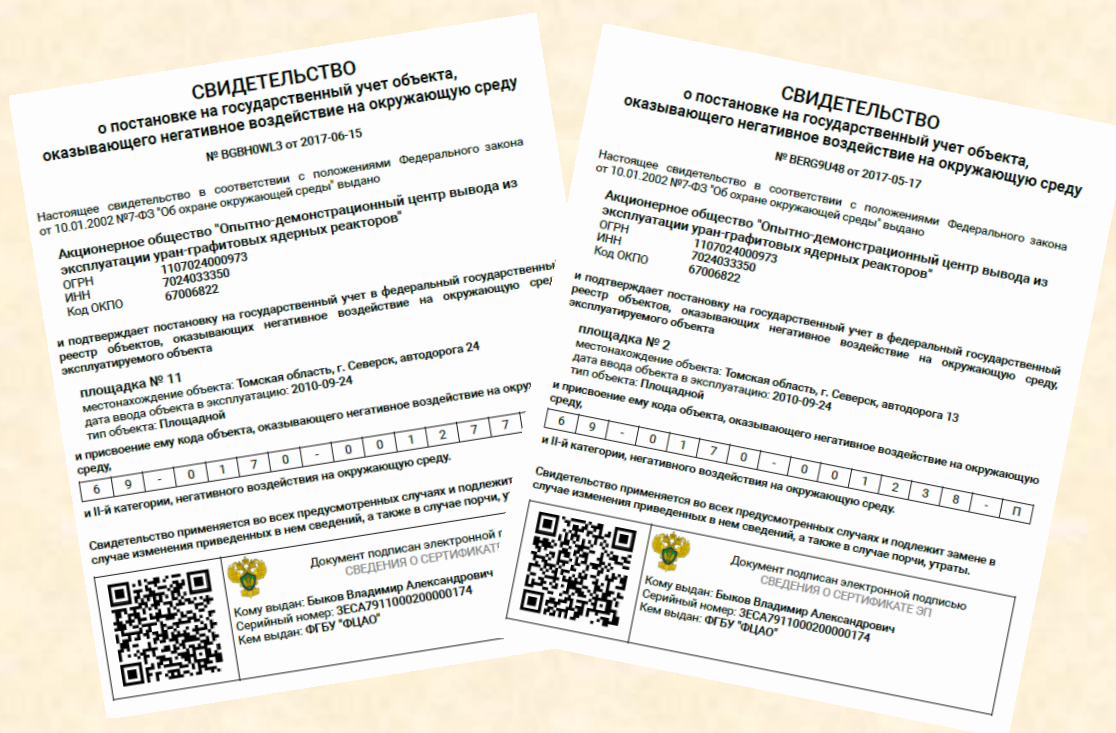 СВИДЕТЕЛЬСТВО
о постановке на государственный учет объекта,
оказывающего негативное воздействие на окружающую среду
№ BGBH0WL3 от 2017-06-15
Настоящее свидетельство в соответствии с положениями Федерального закона
от 10.01.2002 №7-ФЗ "Об охране окружающей среды" выдано
Акционерное общество "Опытно-демонстрационный центр вывода из
эксплуатации уран-графитовых ядерных реакторов"
ОГРН 1107024000973
ИНН 7024033350
Код ОКПО 67006822
и подтверждает постановку на государственный учет в федеральный государственны
реестр объектов, оказывающих негативное воздействие на окружающую сред
эксплуатируемого объекта
площадка № 11
местонахождение объекта: Томская область, г. Северск, автодорога 24
дата ввода объекта в эксплуатацию: 2010-09-24
тип объекта: Площадной
и присвоение ему кода объекта, оказывающего негативное воздействие на окру
среду,
6 9 - 0 1 7 0 - 0 0 1 2 7 7
и II-й категории, негативного воздействия на окружающую среду.
Свидетельство применяется во всех предусмотренных случаях и подлежит
случае изменения приведенных в нем сведений, а также в случае порчи,
Документ подписан электронной
СВЕДЕНИЯ О СЕРТИФИКАТ
Кому выдан: Быков Владимир Александрович
Серийный номер: 3ECA7911000200000174
Кем выдан: ФГБУ "ФЦАО"
СВИДЕТЕЛЬСТВО
о постановке на государственный учет объекта,
оказывающего негативное воздействие на окружающую среду
№ BERG9U48 от 2017-05-17
Настоящее свидетельство в соответствии с положениями Федерального закона
от 10.01.2002 №7-ФЗ "Об охране окружающей среды" выдано
Акционерное общество "Опытно-демонстрационный центр вывода из
эксплуатации уран-графитовых ядерных реакторов"
ОГРН 1107024000973
ИНН 7024033350
Код ОКПО 67006822
и подтверждает постановку на государственный учет в федеральный государственный
реестр объектов, оказывающих негативное воздействие на окружающую среду,
эксплуатируемого объекта
площадка № 2
местонахождение объекта: Томская область, г. Северск, автодорога 13
дата ввода объекта в эксплуатацию: 2010-09-24
тип объекта: Площадной
и присвоение ему кода объекта, оказывающего негативное воздействие на окружающую
среду,
6 9 - 0 1 7 0 - 0 0 1 2 3 8 - П
и II-й категории, негативного воздействия на окружающую среду.
Свидетельство применяется во всех предусмотренных случаях и подлежит замене в
случае изменения приведенных в нем сведений, а также в случае порчи, утраты.
Документ подписан электронной подписью
СВЕДЕНИЯ О СЕРТИФИКАТЕ ЭП
Кому выдан: Быков Владимир Александрович
Серийный номер: 3ECA7911000200000174
Кем выдан: ФГБУ "ФЦАО"